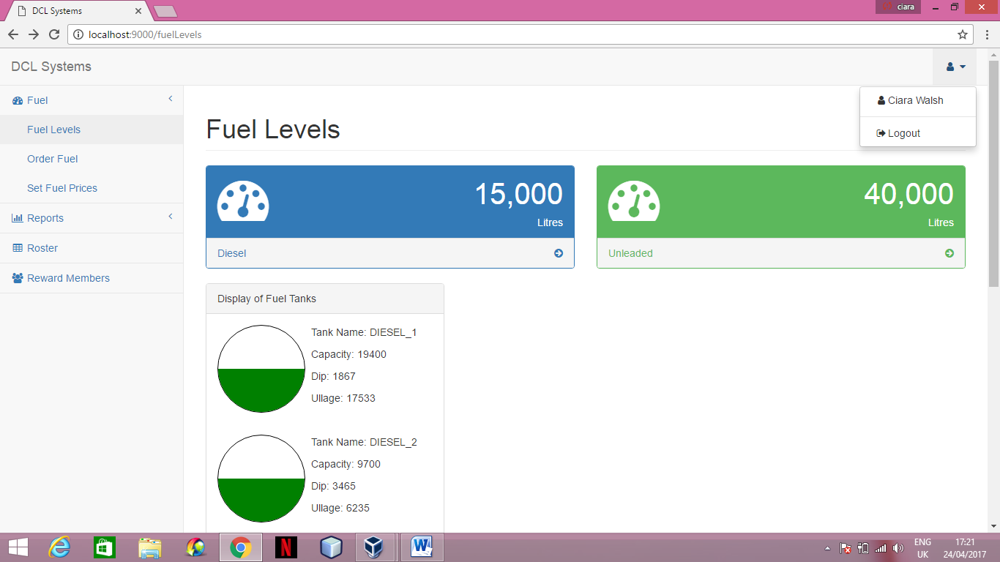 DCL Systems
ciara
localhost:9000/fuelLevels
DCL Systems
Ciara Walsh
Logout
Fuel
Fuel Levels
Order Fuel
Set Fuel Prices
Reports
Roster
Reward Members
Fuel Levels
15,000
Litres
Diesel
40,000
Litres
Unleaded
Display of Fuel Tanks
Tank Name: DIESEL_1
Capacity: 19400
Dip: 1867
Ullage: 17533
Tank Name: DIESEL_2
Capacity: 9700
Dip: 3465
Ullage: 6235
ENG
UK
17:21
24/04/2017